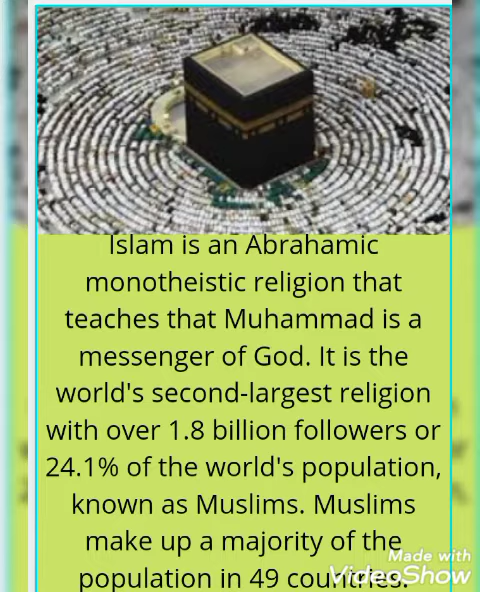 Islam is an Abrahamic
monotheistic religion that
teaches that Muhammad is a
messenger of God. It is the
world's second-largest religion
with over 1.8 billion followers or
24.1% of the world's population,
known as Muslims. Muslims
make up a majority of the
population in 49 countries.
Made with
VideoShow